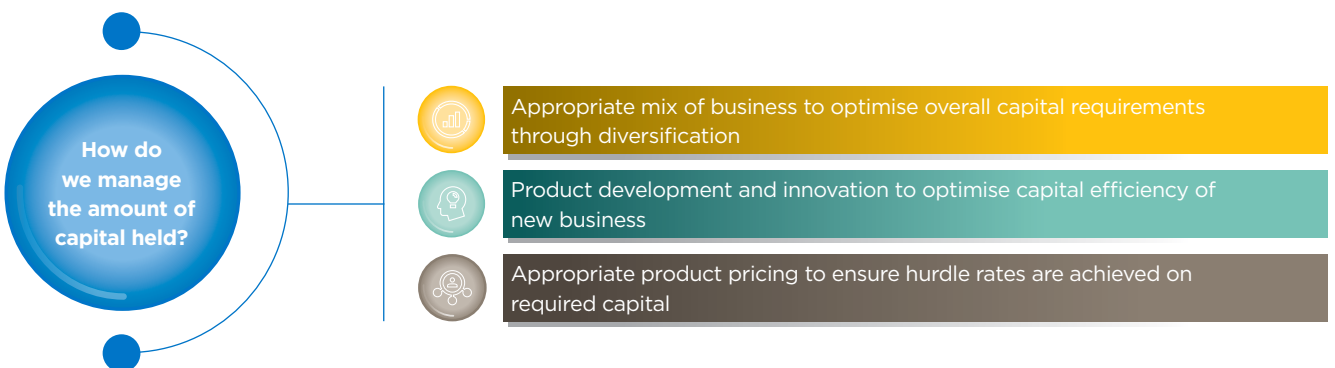 How do
we manage
the amount of
capital held?
Appropriate mix of business to optimise overall capital requirements
through diversification
Product development and innovation to optimise capital efficiency of
new business
Appropriate product pricing to ensure hurdle rates are achieved on
required capital